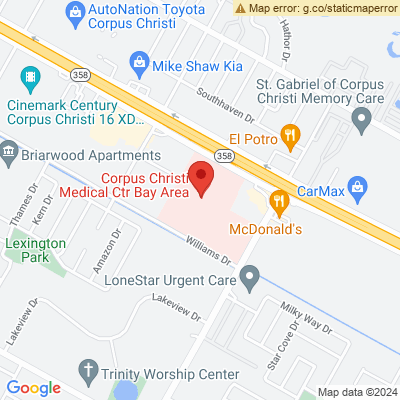 Map error: g.co/staticmaperror
AutoNation Toyota
Corpus Christi
Hathor Dr
Mike Shaw Kia
358
Southhaven Dr
St. Gabriel of Corpus
Christi Memory Care
Cinemark Century
Corpus Christi 16 XD...
El Potro
Briarwood Apartments
358
Corpus Christi
Medical Ctr Bay Area
CarMax
Thames Dr
Kern Dr
McDonald's
Lexington
Park
Amazon Dr
Williams Dr
LoneStar Urgent Care
Lakeview Dr
Lakeview Dr
Milky Way Dr
Star Cove Dr
Trinity Worship Center
Google
Map data ©2024